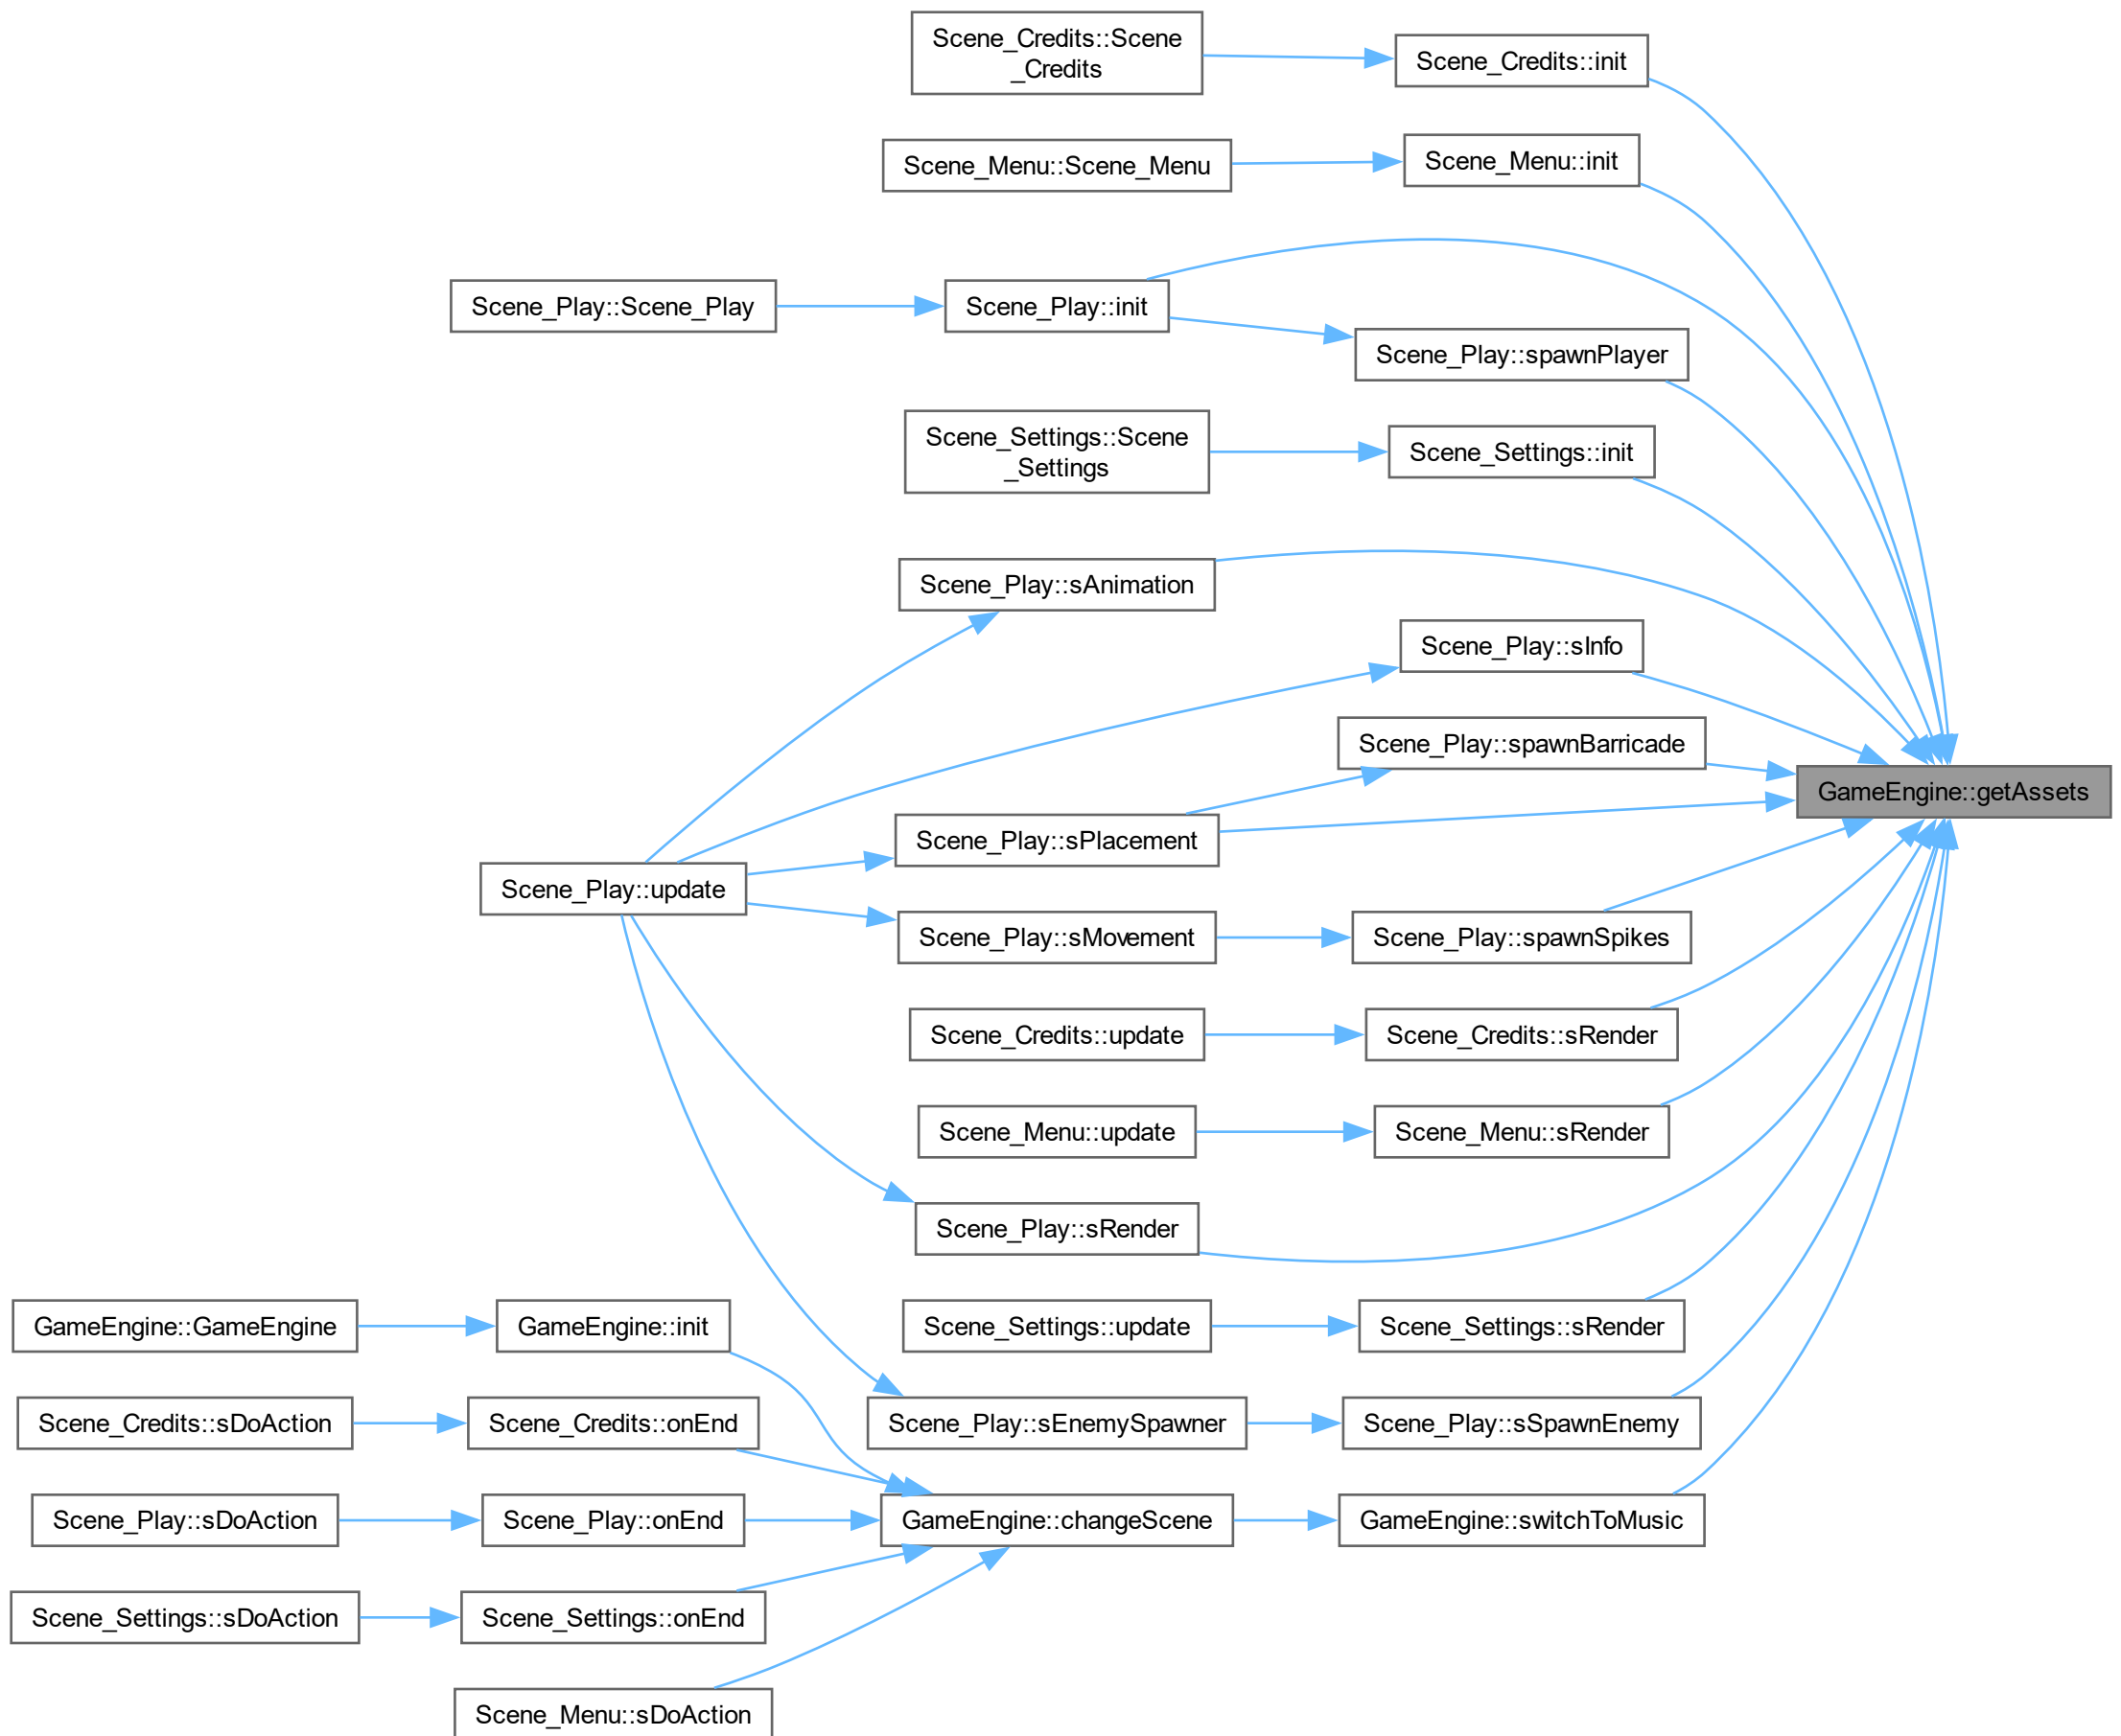 Scene_Credits::Scene
_Credits
Scene_Credits::init
Scene_Menu::Scene_Menu
Scene_Menu::init
Scene_Play::Scene_Play
Scene_Play::init
Scene_Play::spawnPlayer
Scene_Settings::Scene
_Settings
Scene_Settings::init
Scene_Play::sAnimation
Scene_Play::sInfo
Scene_Play::spawnBarricade
GameEngine::getAssets
Scene_Play::sPlacement
Scene_Play::update
Scene_Play::sMovement
Scene_Play::spawnSpikes
Scene_Credits::update
Scene_Credits::sRender
Scene_Menu::update
Scene_Menu::sRender
Scene_Play::sRender
GameEngine::GameEngine
GameEngine::init
Scene_Settings::update
Scene_Settings::sRender
Scene_Credits::sDoAction
Scene_Credits::onEnd
Scene_Play::sEnemySpawner
Scene_Play::sSpawnEnemy
Scene_Play::sDoAction
Scene_Play::onEnd
GameEngine::changeScene
GameEngine::switchToMusic
Scene_Settings::sDoAction
Scene_Settings::onEnd
Scene_Menu::sDoAction